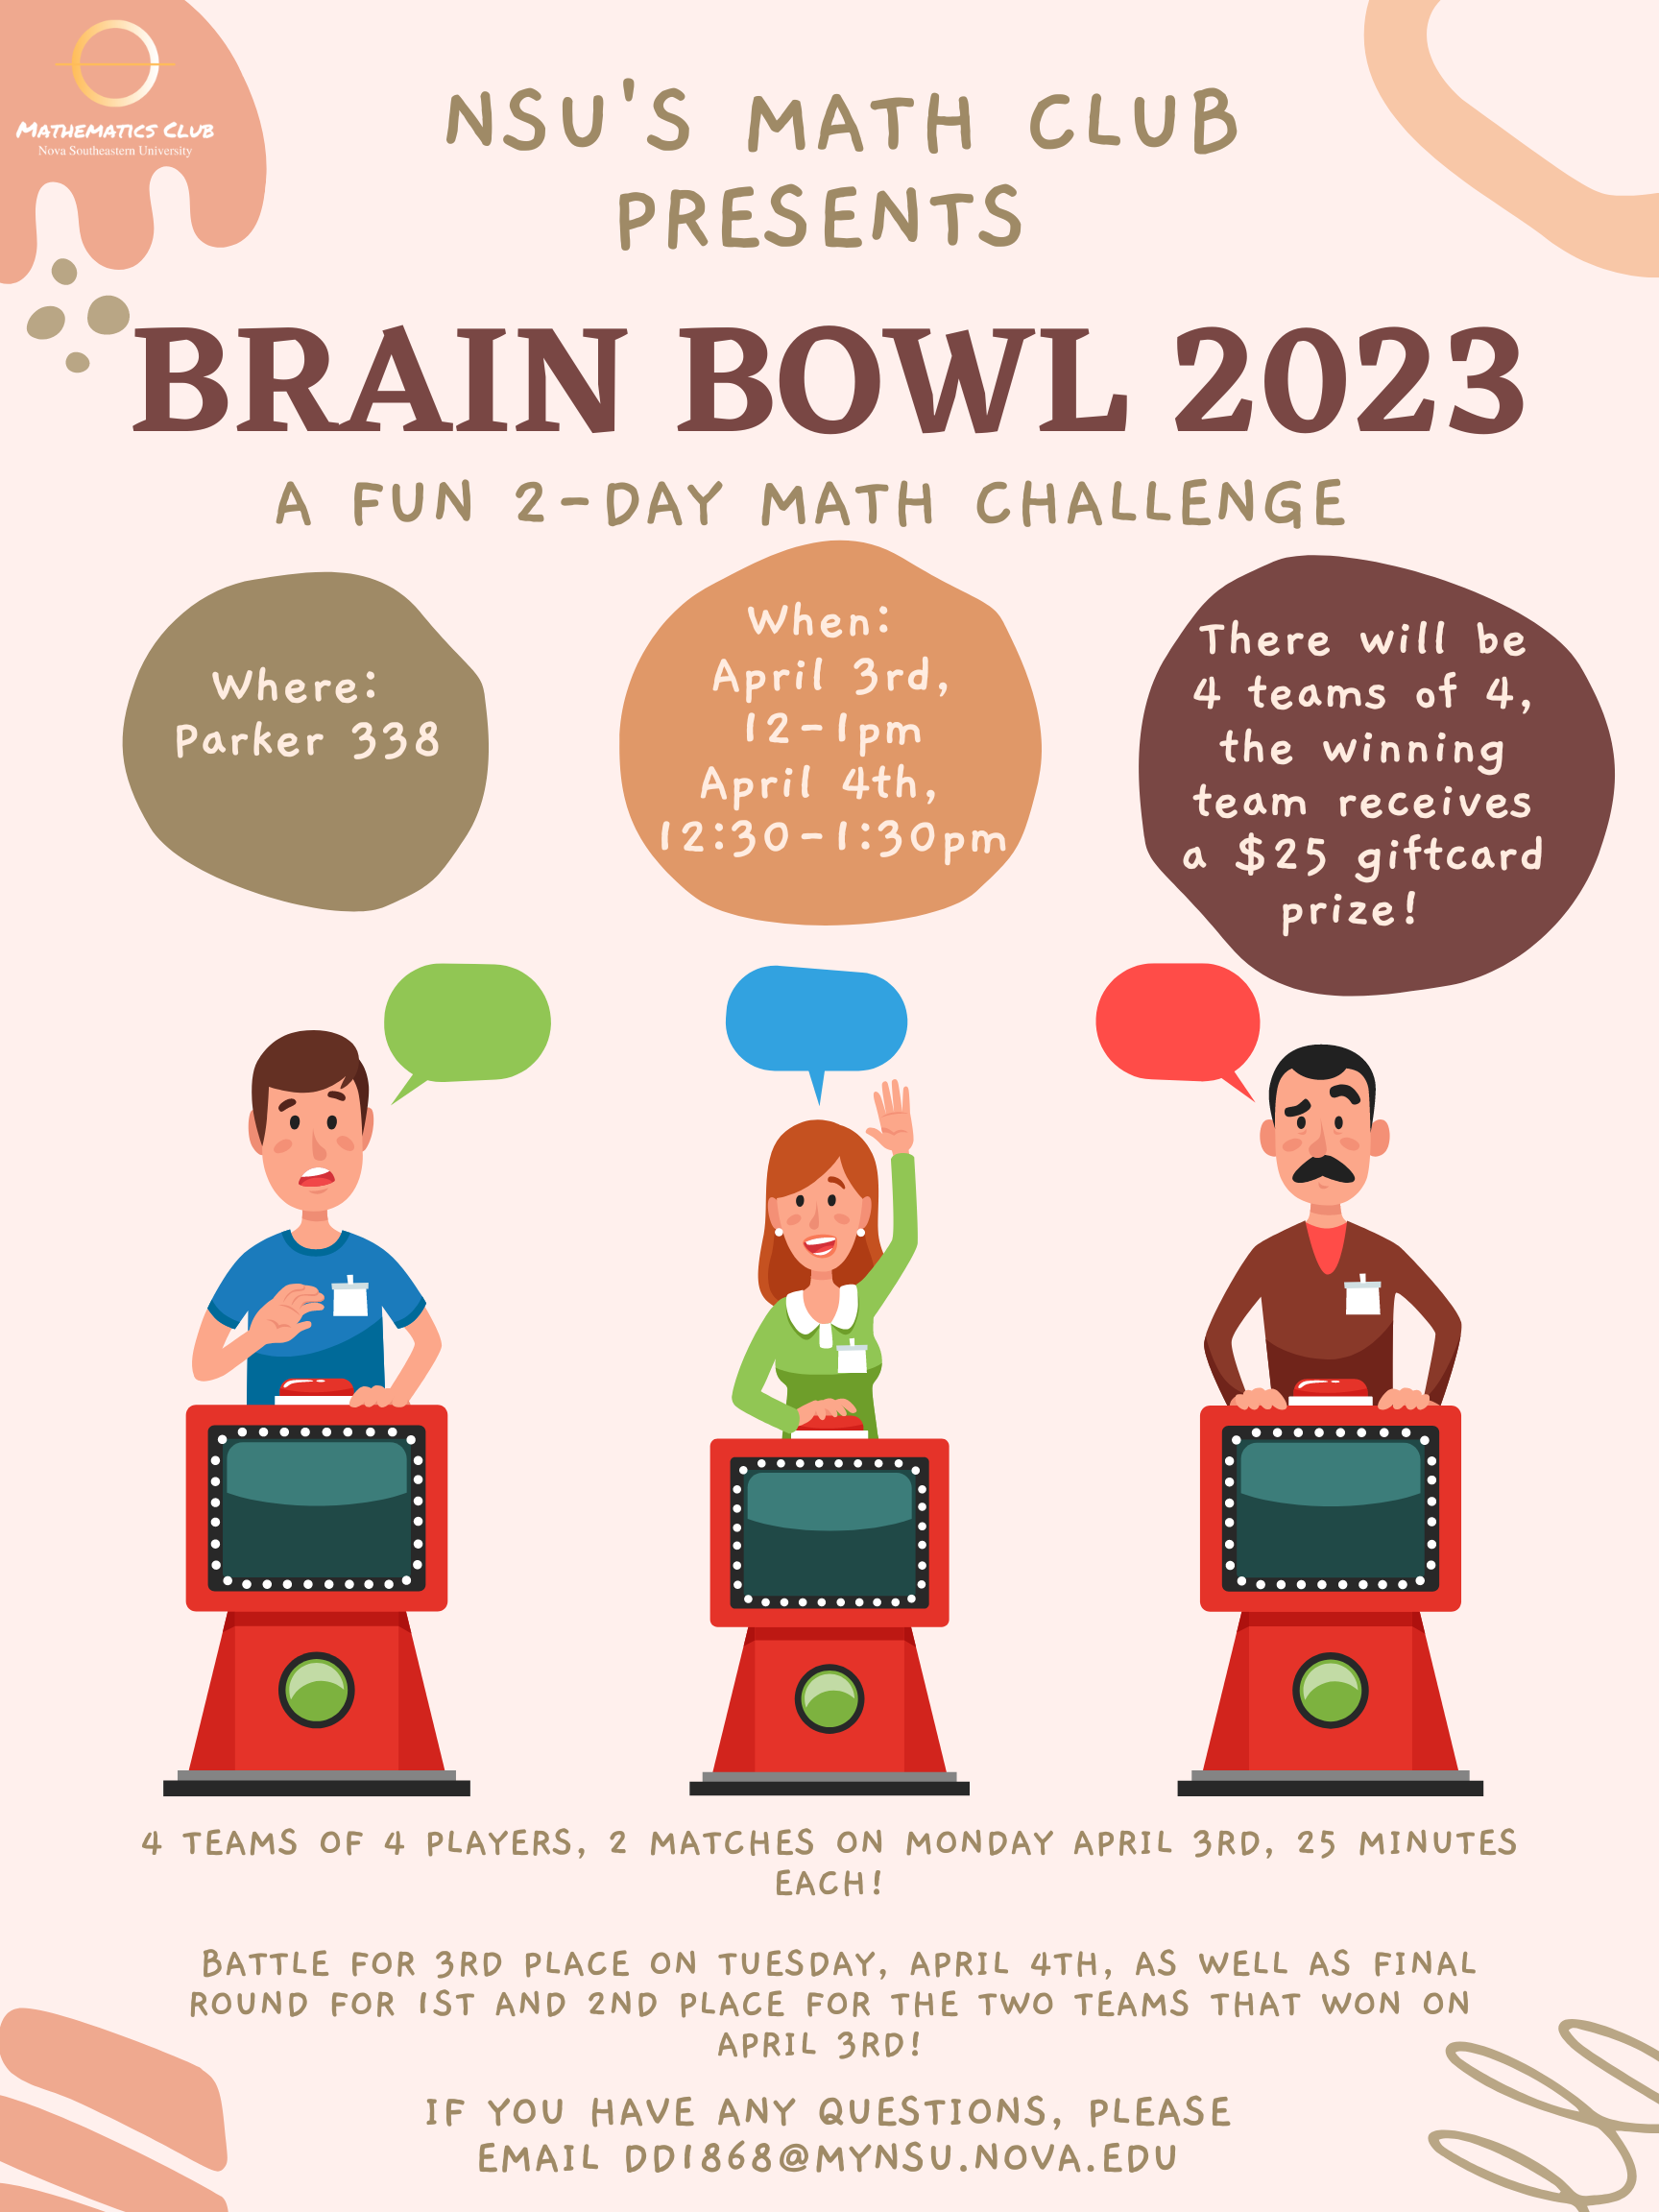 Mathematics Club
Nova Southeastern University
NSU'S MATH CLUB
PRESENTS
BRAIN BOWL 2023
A FUN 2-DAY MATH CHALLENGE
Where:
Parker 338
When:
April 3rd,
12-1pm
April 4th,
12:30-1:30pm
There will be
4 teams of 4,
the winning
team receives
a $25 giftcard
prize!
4 TEAMS OF 4 PLAYERS, 2 MATCHES ON MONDAY APRIL 3RD, 25 MINUTES
EACH!
BATTLE FOR 3RD PLACE ON TUESDAY, APRIL 4TH, AS WELL AS FINAL
ROUND FOR 1ST AND 2ND PLACE FOR THE TWO TEAMS THAT WON ON
APRIL 3RD!
IF YOU HAVE ANY QUESTIONS, PLEASE
EMAIL DD1868@MYNSU.NOVA.EDU